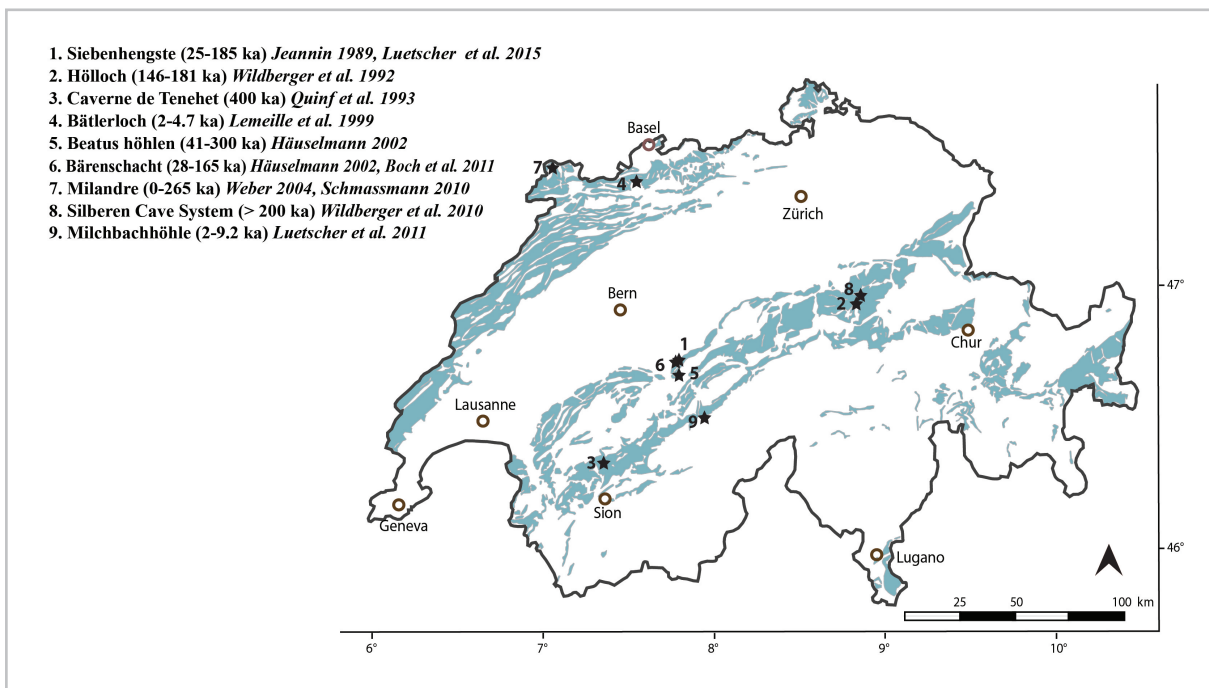 1. Siebenhengste (25-185 ka) Jeannin 1989, Luetscher et al. 2015
2. Hölloch (146-181 ka) Wildberger et al. 1992
3. Caverne de Tenehet (400 ka) Quinf et al. 1993
4. Bätlerloch (2-4.7 ka) Lemeille et al. 1999
5. Beatus höhlen (41-300 ka) Häuselmann 2002
6. Bärenschacht (28-165 ka) Häuselmann 2002, Boch et al. 2011
7. Milandre (0-265 ka) Weber 2004, Schmassmann 2010
8. Silberen Cave System (> 200 ka) Wildberger et al. 2010
9. Milchbachhöhle (2-9.2 ka) Luetscher et al. 2011
Basel
7
4
Zürich
47°
8
2
Bern
Chur
1
6
5
Lausanne
9
3
Sion
Geneva
46°
Lugano
25 50 100 km
6° 7° 8° 9° 10°